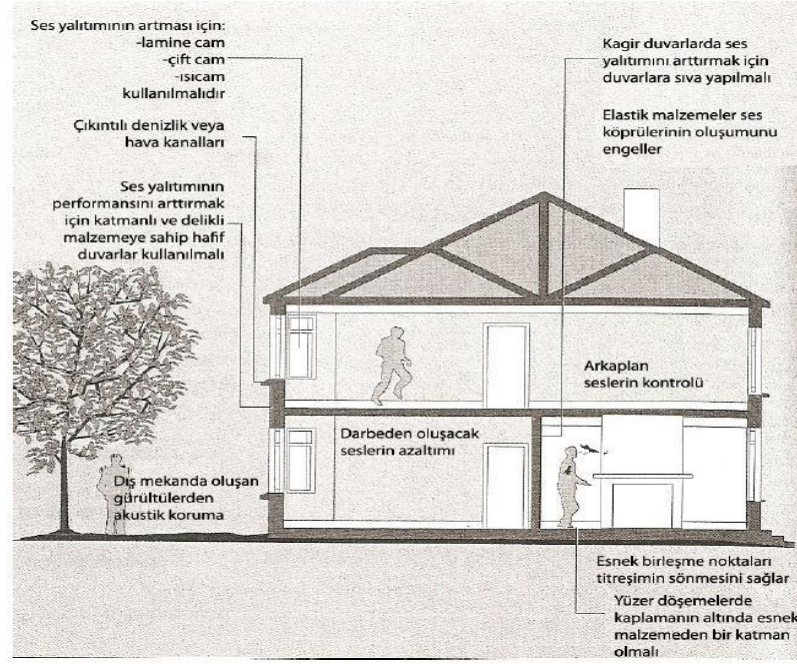 Ses yalıtımının artması için:
-lamine cam
-çift cam
-ısıcam
kullanılmalıdır
Çıkıntılı denizlik veya
hava kanalları
Ses yalıtımının
performansını arttırmak
için katmanlı ve delikli
malzemeye sahip hafif
duvarlar kullanılmalı
Kagir duvarlarda ses
yalıtımını arttırmak için
duvarlara sıva yapılmalı
Elastik malzemeler ses
köprülerinin oluşumunu
engeller
Arkaplan
seslerin kontrolü
Darbeden oluşacak
seslerin azaltımı
Dış mekanda oluşan
gürültülerden
akustik koruma
Esnek birleşme noktaları
titreşimin sönmesini sağlar
Yüzer döşemelerde
kaplamanın altında esnek
malzemeden bir katman
olmalı